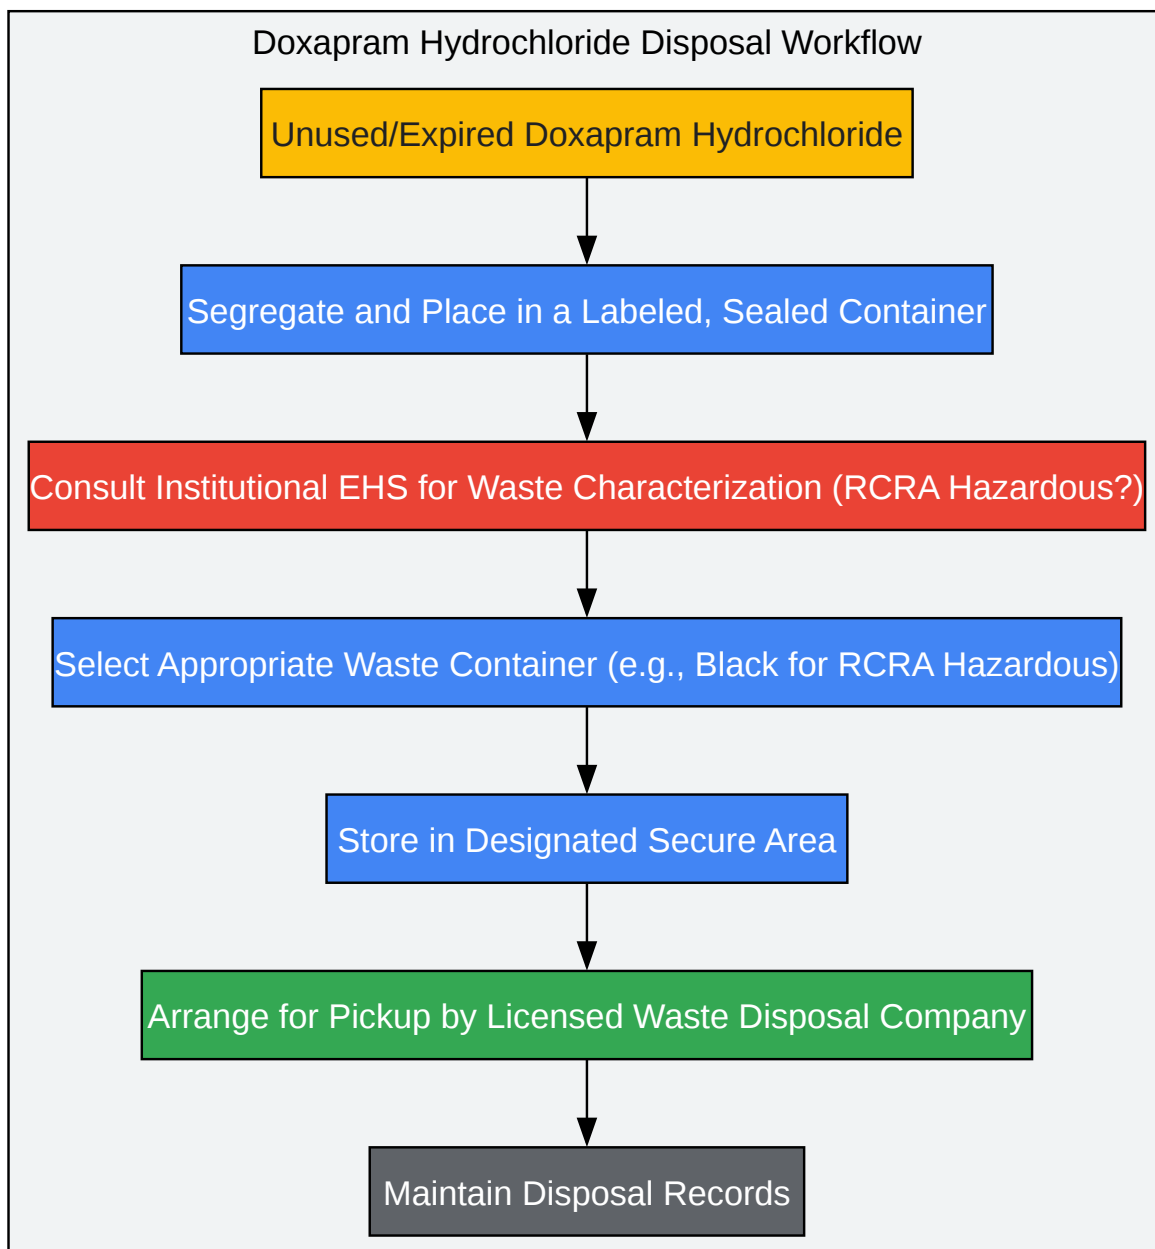 Doxapram Hydrochloride Disposal Workflow
Unused/Expired Doxapram Hydrochloride
Segregate and Place in a Labeled, Sealed Container
Consult Institutional EHS for Waste Characterization (RCRA Hazardous?)
Select Appropriate Waste Container (e.g., Black for RCRA Hazardous)
Store in Designated Secure Area
Arrange for Pickup by Licensed Waste Disposal Company
Maintain Disposal Records